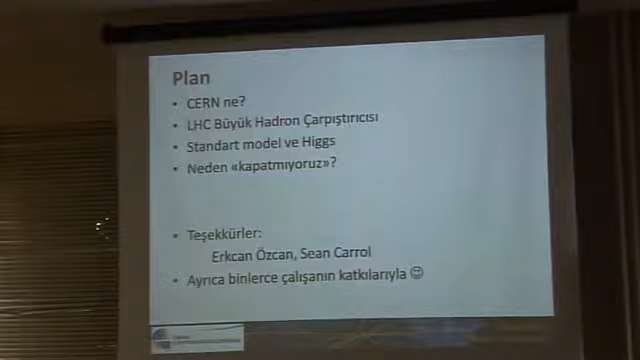 Plan
• CERN ne?
• LHC Büyük Hadron Çarpıştırıcısı
• Standart model ve Higgs
• Neden «kapatmıyoruz»?
• Teşekkürler:
Erkcan Özcan, Sean Carrol
• Ayrıca binlerce çalışanın katkılarıyla ☺